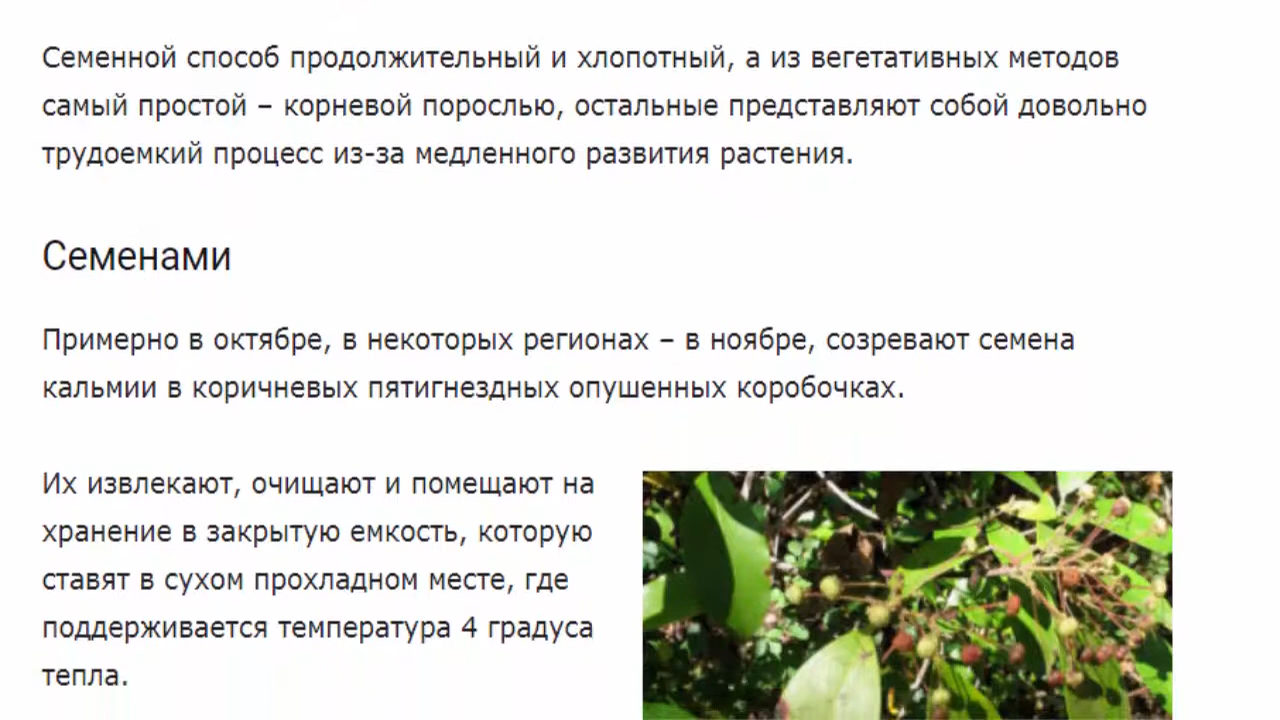 Семенной способ продолжительный и хлопотный, а из вегетативных методов
самый простой – корневой порослью, остальные представляют собой довольно
трудоемкий процесс из-за медленного развития растения.
Семенами
Примерно в октябре, в некоторых регионах – в ноябре, созревают семена
кальмии в коричневых пятигнездных опушенных коробочках.
Их извлекают, очищают и помещают на
хранение в закрытую емкость, которую
ставят в сухом прохладном месте, где
поддерживается температура 4 градуса
тепла.